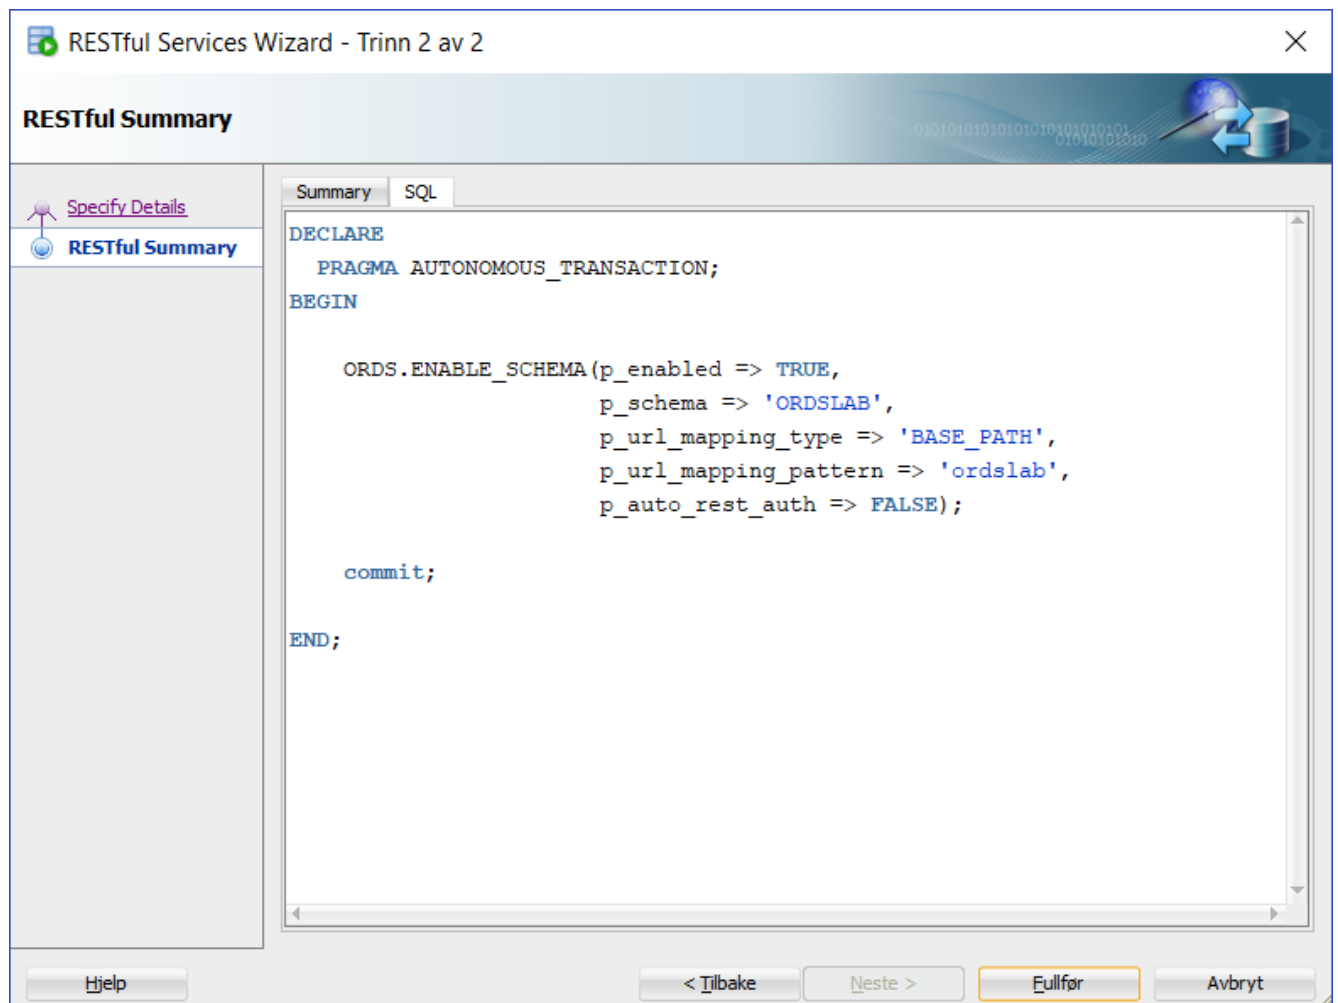 RESTful Services Wizard - Trinn 2 av 2
RESTful Summary
Specify Details
RESTful Summary
Summary SQL
DECLARE
  PRAGMA AUTONOMOUS_TRANSACTION;
BEGIN
    ORDS.ENABLE_SCHEMA(p_enabled => TRUE,
                       p_schema => 'ORDSLAB',
                       p_url_mapping_type => 'BASE_PATH',
                       p_url_mapping_pattern => 'ordslab',
                       p_auto_rest_auth => FALSE);
    commit;
END;
Hjelp < Tilbake Neste > Fullfør Avbryt